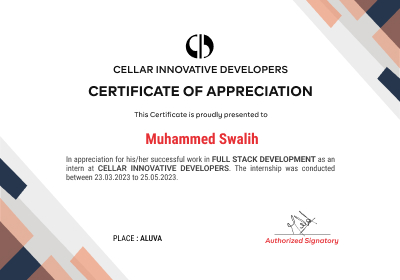 CELLAR INNOVATIVE DEVELOPERS
CERTIFICATE OF APPRECIATION
This Certificate is proudly presented to
Muhammed Swalih
In appreciation for his/her successful work in FULL STACK DEVELOPMENT as an
intern at CELLAR INNOVATIVE DEVELOPERS. The internship was conducted
between 23.03.2023 to 25.05.2023.
PLACE : ALUVA
Authorized Signatory